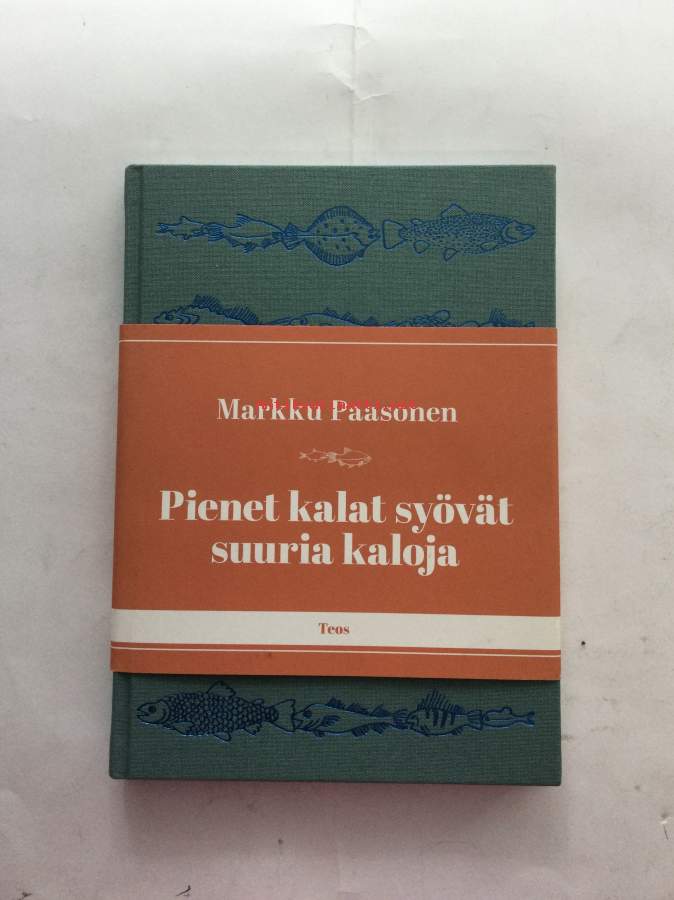 Markku Paasonen
Pienet kalat syövät
suuria kaloja
Teos